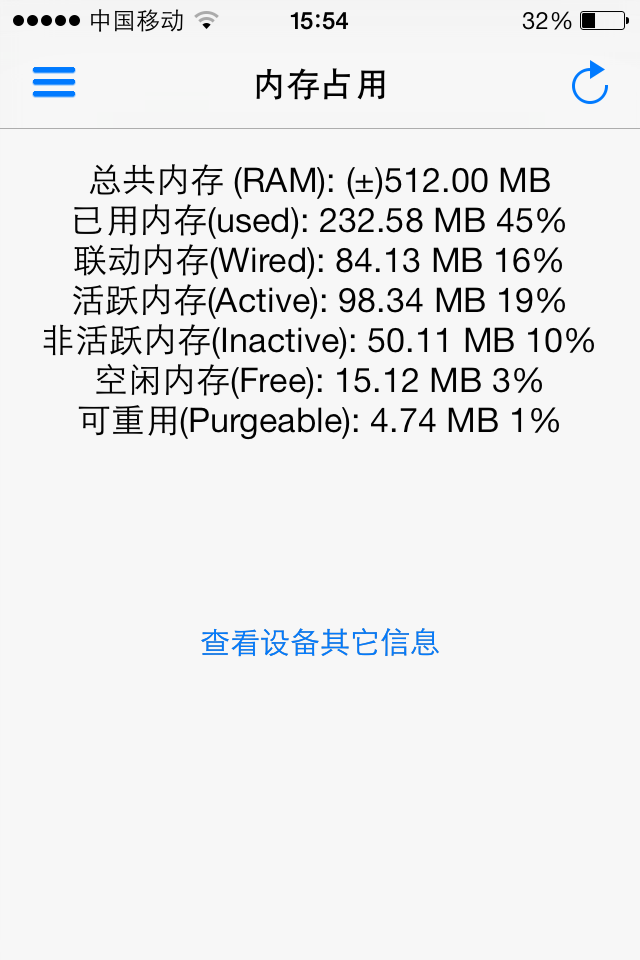 中国移动 15:54 32%
内存占用
总共内存 (RAM): (±)512.00 MB
已用内存(used): 232.58 MB 45%
联动内存(Wired): 84.13 MB 16%
活跃内存(Active): 98.34 MB 19%
非活跃内存(Inactive): 50.11 MB 10%
空闲内存(Free): 15.12 MB 3%
可重用(Purgeable): 4.74 MB 1%
查看设备其它信息